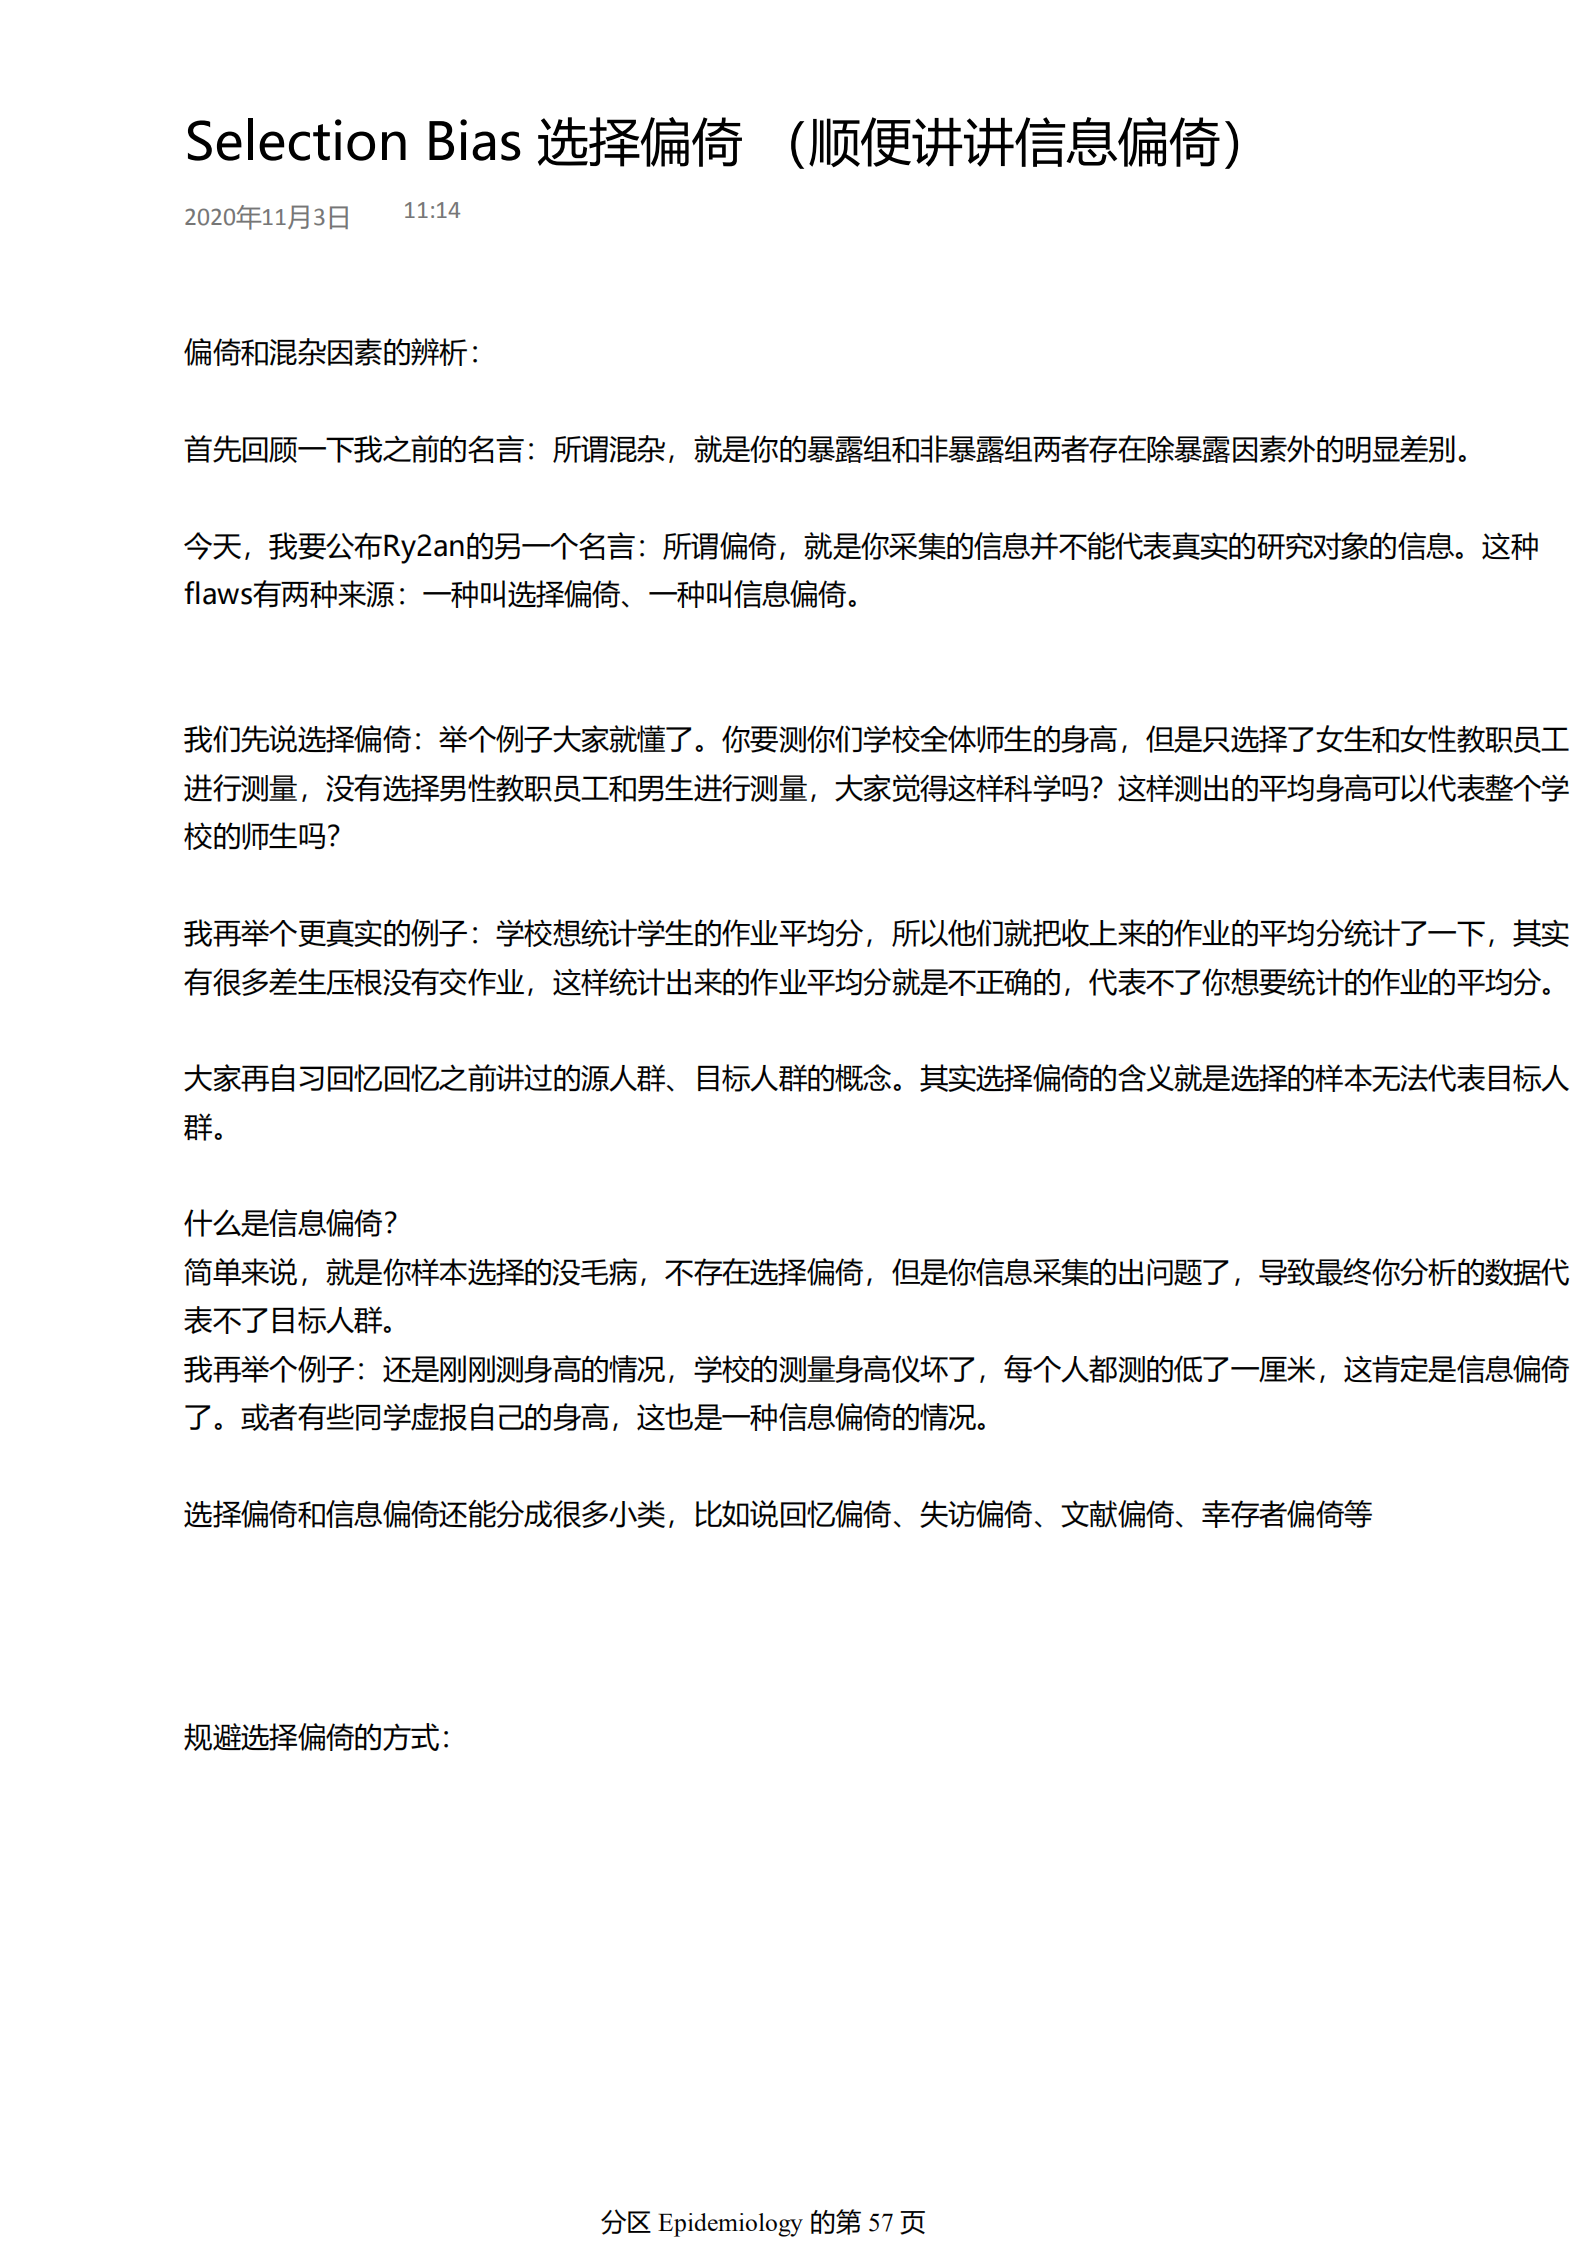 Selection Bias 选择偏倚 （顺便讲讲信息偏倚）
2020年11月3日 11:14
偏倚和混杂因素的辨析：
首先回顾一下我之前的名言：所谓混杂，就是你的暴露组和非暴露组两者存在除暴露因素外的明显差别。
今天，我要公布Ry2an的另一个名言：所谓偏倚，就是你采集的信息并不能代表真实的研究对象的信息。这种
flaws有两种来源：一种叫选择偏倚、一种叫信息偏倚。
我们先说选择偏倚：举个例子大家就懂了。你要测你们学校全体师生的身高，但是只选择了女生和女性教职员工
进行测量，没有选择男性教职员工和男生进行测量，大家觉得这样科学吗？这样测出的平均身高可以代表整个学
校的师生吗？
我再举个更真实的例子：学校想统计学生的作业平均分，所以他们就把收上来的作业的平均分统计了一下，其实
有很多差生压根没有交作业，这样统计出来的作业平均分就是不正确的，代表不了你想要统计的作业的平均分。
大家再自习回忆回忆之前讲过的源人群、目标人群的概念。其实选择偏倚的含义就是选择的样本无法代表目标人
群。
什么是信息偏倚？
简单来说，就是你样本选择的没毛病，不存在选择偏倚，但是你信息采集的出问题了，导致最终你分析的数据代
表不了目标人群。
我再举个例子：还是刚刚测身高的情况，学校的测量身高仪坏了，每个人都测的低了一厘米，这肯定是信息偏倚
了。或者有些同学虚报自己的身高，这也是一种信息偏倚的情况。
选择偏倚和信息偏倚还能分成很多小类，比如说回忆偏倚、失访偏倚、文献偏倚、幸存者偏倚等
规避选择偏倚的方式：
分区 Epidemiology 的第 57 页